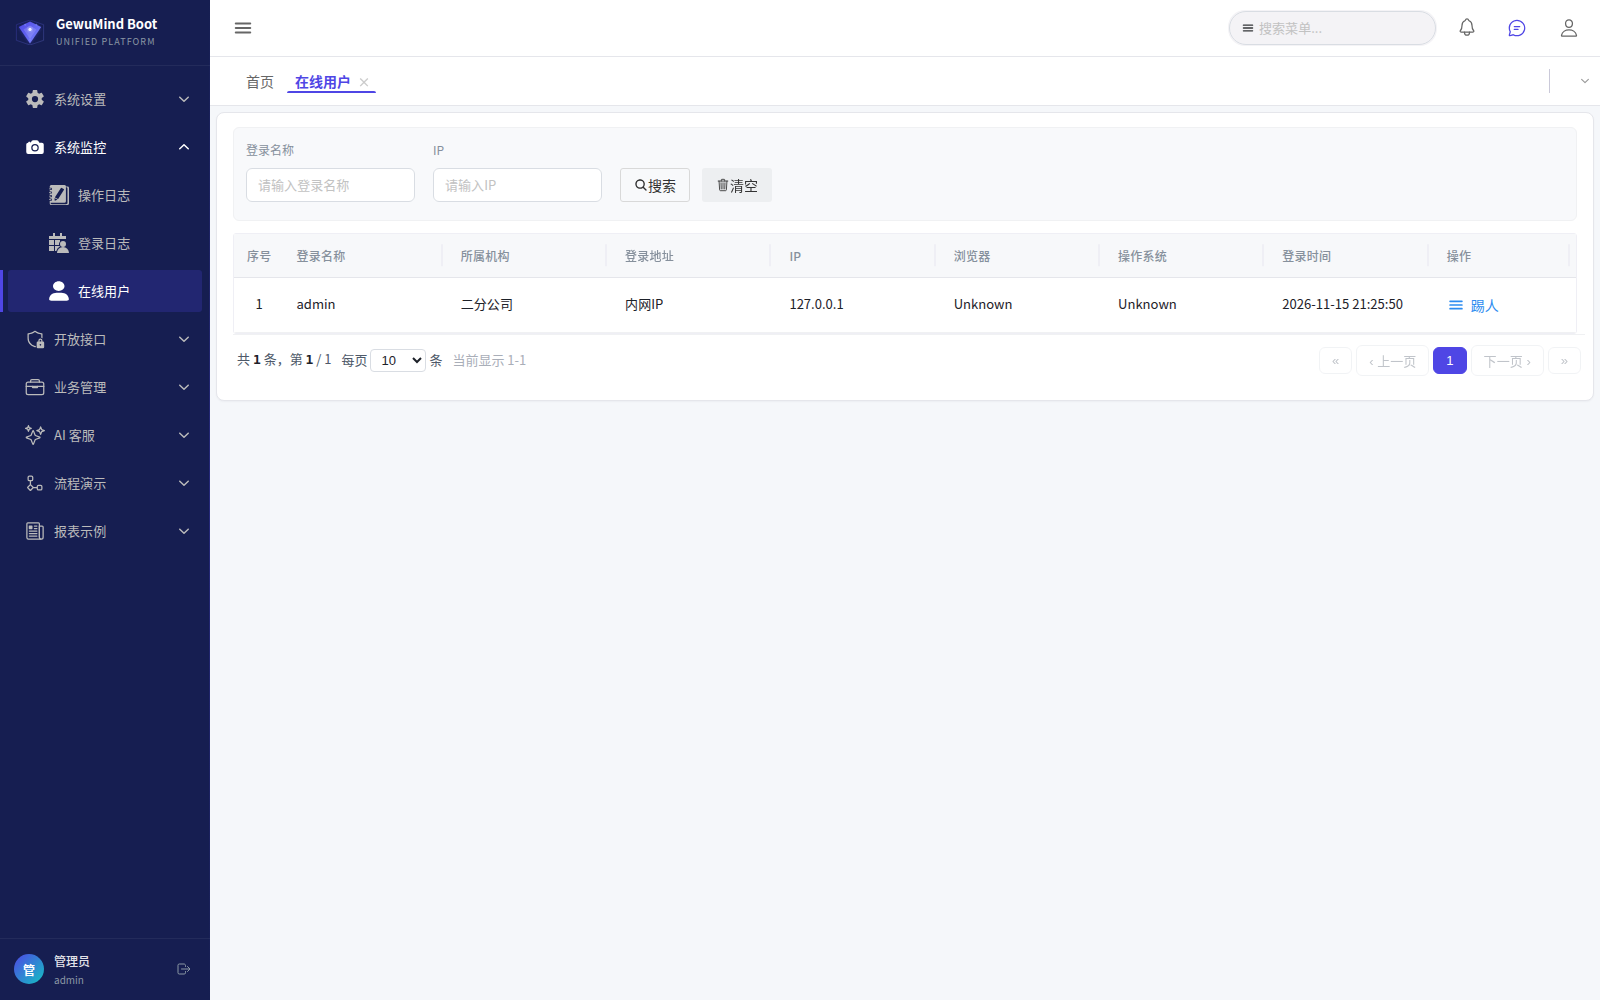 GewuMind Boot
UNIFIED PLATFORM
搜索菜单...
系统设置
系统监控
操作日志
登录日志
在线用户
开放接口
业务管理
AI 客服
流程演示
报表示例
管
管理员
admin
首页 在线用户
登录名称 IP
请输入登录名称 请输入IP 搜索 清空
序号 登录名称 所属机构 登录地址 IP 浏览器 操作系统 登录时间 操作
1 admin 二分公司 内网IP 127.0.0.1 Unknown Unknown 2026-11-15 21:25:50 踢人
共 1 条，第 1 / 1 每页 10 条 当前显示 1-1 « ‹ 上一页 1 下一页 › »